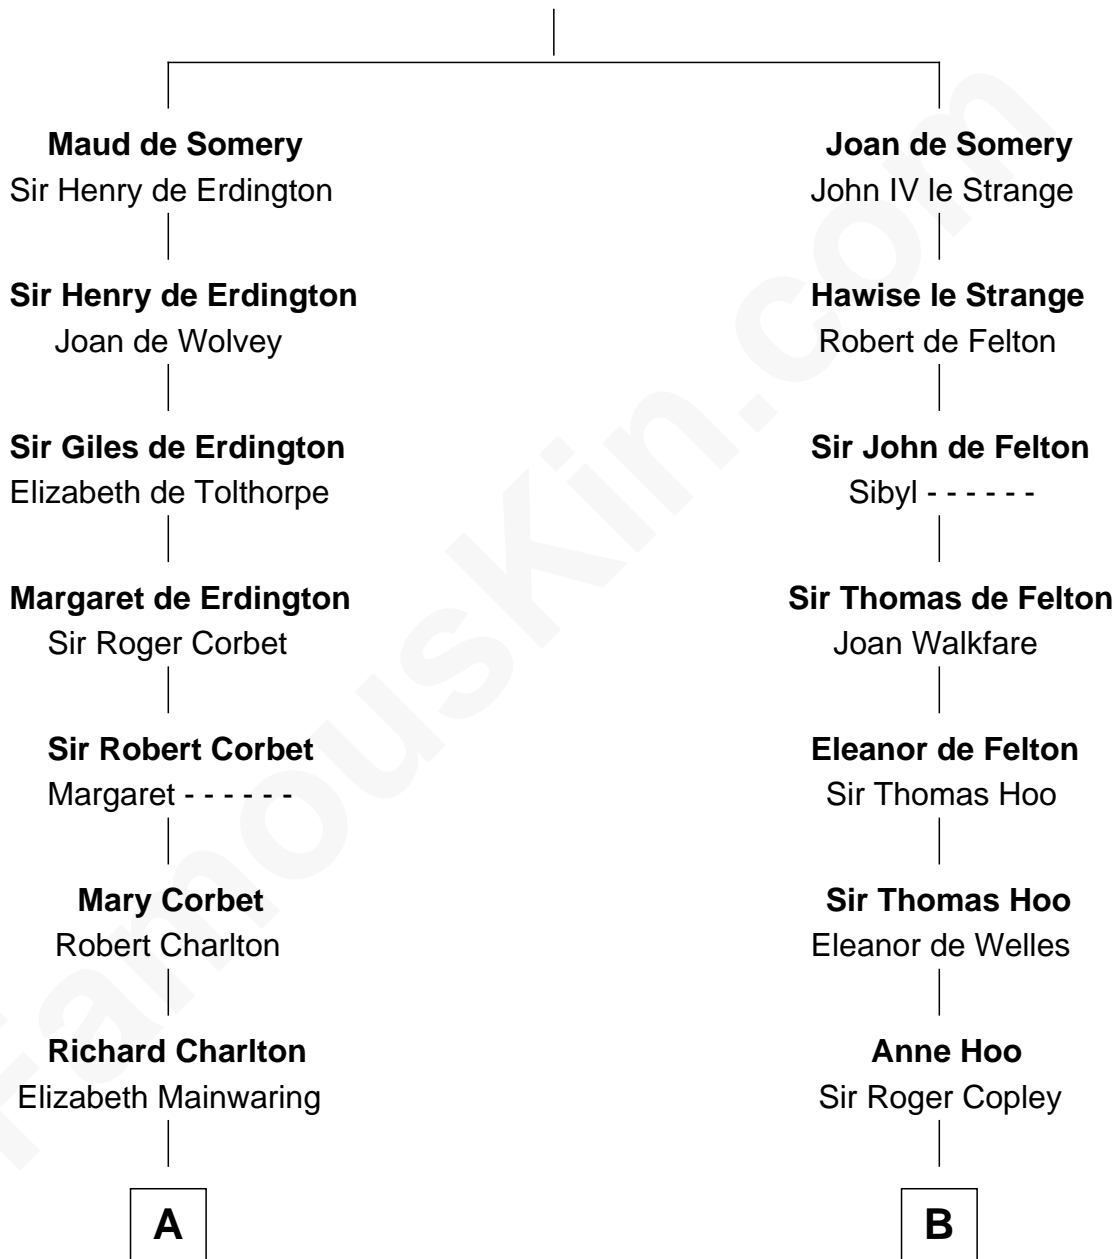 Maud de Somery
Sir Henry de Erdington
Sir Henry de Erdington
Joan de Wolvey
Sir Giles de Erdington
Elizabeth de Tolthorpe
Margaret de Erdington
Sir Roger Corbet
Sir Robert Corbet
Margaret - - - - - -
Mary Corbet
Robert Charlton
Richard Charlton
Elizabeth Mainwaring
A
Joan de Somery
John IV le Strange
Hawise le Strange
Robert de Felton
Sir John de Felton
Sibyl - - - - - -
Sir Thomas de Felton
Joan Walkfare
Eleanor de Felton
Sir Thomas Hoo
Sir Thomas Hoo
Eleanor de Welles
Anne Hoo
Sir Roger Copley
B
FamousKin.com